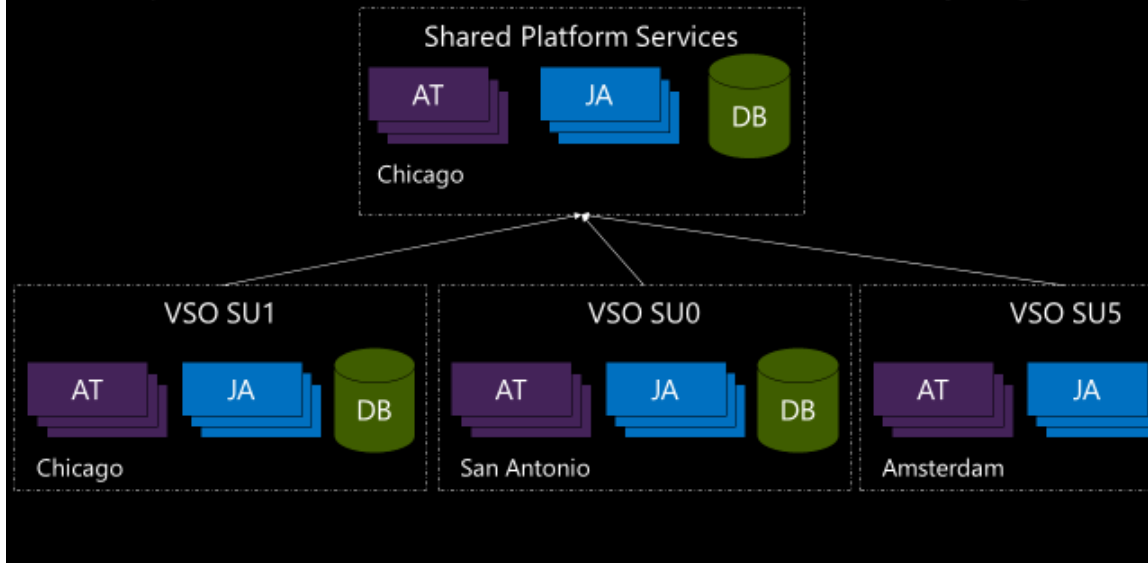 Shared Platform Services
AT
JA
DB
Chicago
VSO SU1
AT
JA
DB
Chicago
VSO SU0
AT
JA
DB
San Antonio
VSO SU5
AT
JA
Amsterdam